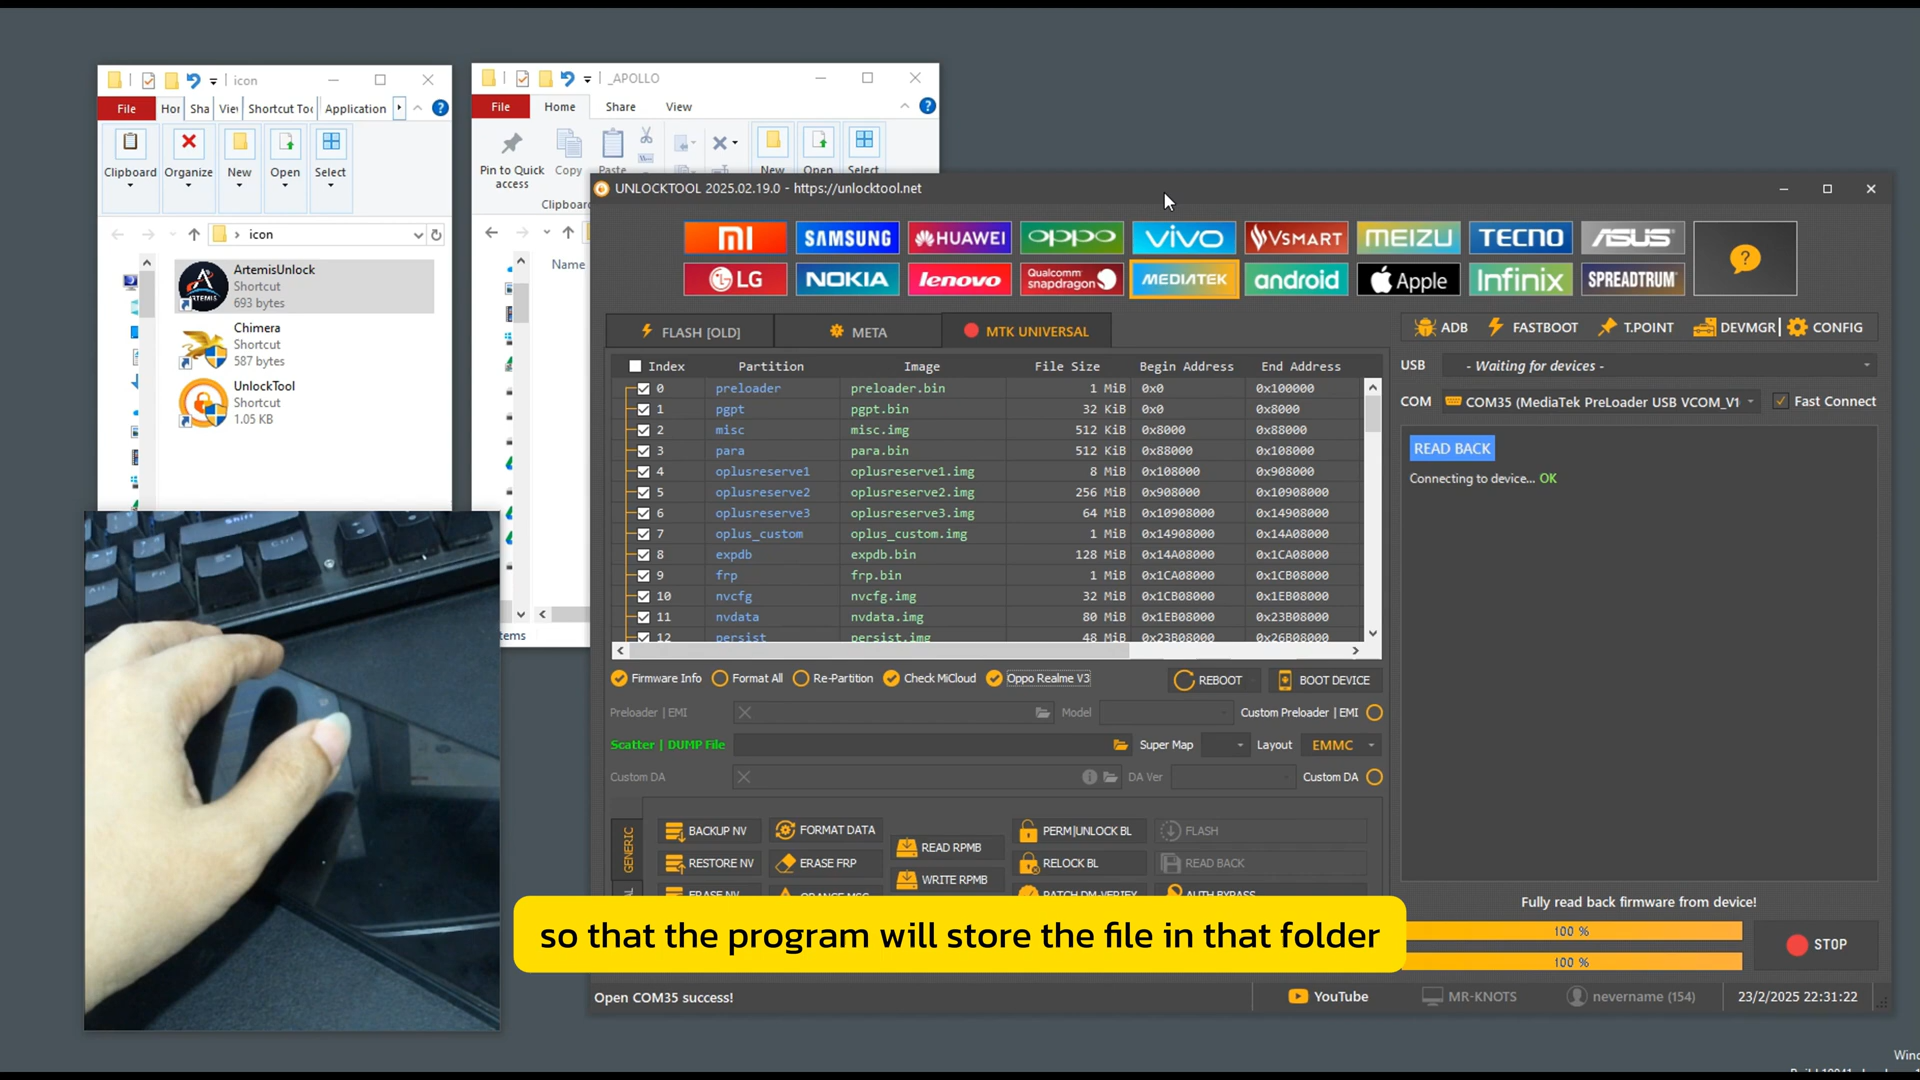 icon
File
Hor
Sha
Viev
Shortcut Too
Application
Clipboard
Organize
New
Open
Select
icon
ArtemisUnlock
Shortcut
693 bytes
Chimera
Shortcut
587 bytes
UnlockTool
Shortcut
1.05 KB
_APOLLO
File
Home
Share
View
Pin to Quick
access
Copy
Paste
New
Open
Select
Clipboard
Name
tems
UNLOCKTOOL 2025.02.19.0 - https://unlocktool.net
MI SAMSUNG HUAWEI OPPO VIVO VSMART MEIZU TECNO ASUS ?
LG NOKIA lenovo Qualcomm snapdragon MEDIATEK android Apple Infinix SPREADTRUM
FLASH [OLD] META MTK UNIVERSAL
Index Partition Image File Size Begin Address End Address
0 preloader preloader.bin 1 MiB 0x0 0x100000
1 pgpt pgpt.bin 32 KiB 0x0 0x8000
2 misc misc.img 512 KiB 0x8000 0x88000
3 para para.bin 512 KiB 0x88000 0x108000
4 oplusreserve1 oplusreserve1.img 8 MiB 0x108000 0x908000
5 oplusreserve2 oplusreserve2.img 256 MiB 0x908000 0x10908000
6 oplusreserve3 oplusreserve3.img 64 MiB 0x10908000 0x14908000
7 oplus_custom oplus_custom.img 1 MiB 0x14908000 0x14A08000
8 expdb expdb.bin 128 MiB 0x14A08000 0x1CA08000
9 frp frp.bin 1 MiB 0x1CA08000 0x1CB08000
10 nvcfg nvcfg.img 32 MiB 0x1CB08000 0x1EB08000
11 nvdata nvdata.img 80 MiB 0x1EB08000 0x23B08000
12 persist persist.img 48 MiB 0x23B08000 0x26B08000
Firmware Info Format All Re-Partition Check MiCloud Oppo Realme V3 REBOOT BOOT DEVICE
Preloader | EMI Model Custom Preloader | EMI
Scatter | DUMP File Super Map Layout EMMC
Custom DA DA Ver Custom DA
GENERIC
BACKUP NV FORMAT DATA READ RPMB PERM|UNLOCK BL FLASH
RESTORE NV ERASE FRP WRITE RPMB RELOCK BL READ BACK
ERASE NV ORANGE MSG PATCH DM-VERIFY AUTH BYPASS
ADB FASTBOOT T.POINT DEVMGR CONFIG
USB - Waiting for devices -
COM COM35 (MediaTek PreLoader USB VCOM_V1 Fast Connect
READ BACK
Connecting to device... OK
Fully read back firmware from device!
100 %
100 %
STOP
so that the program will store the file in that folder
Open COM35 success!
YouTube
MR-KNOTS
nevername (154)
23/2/2025 22:31:22
Wind